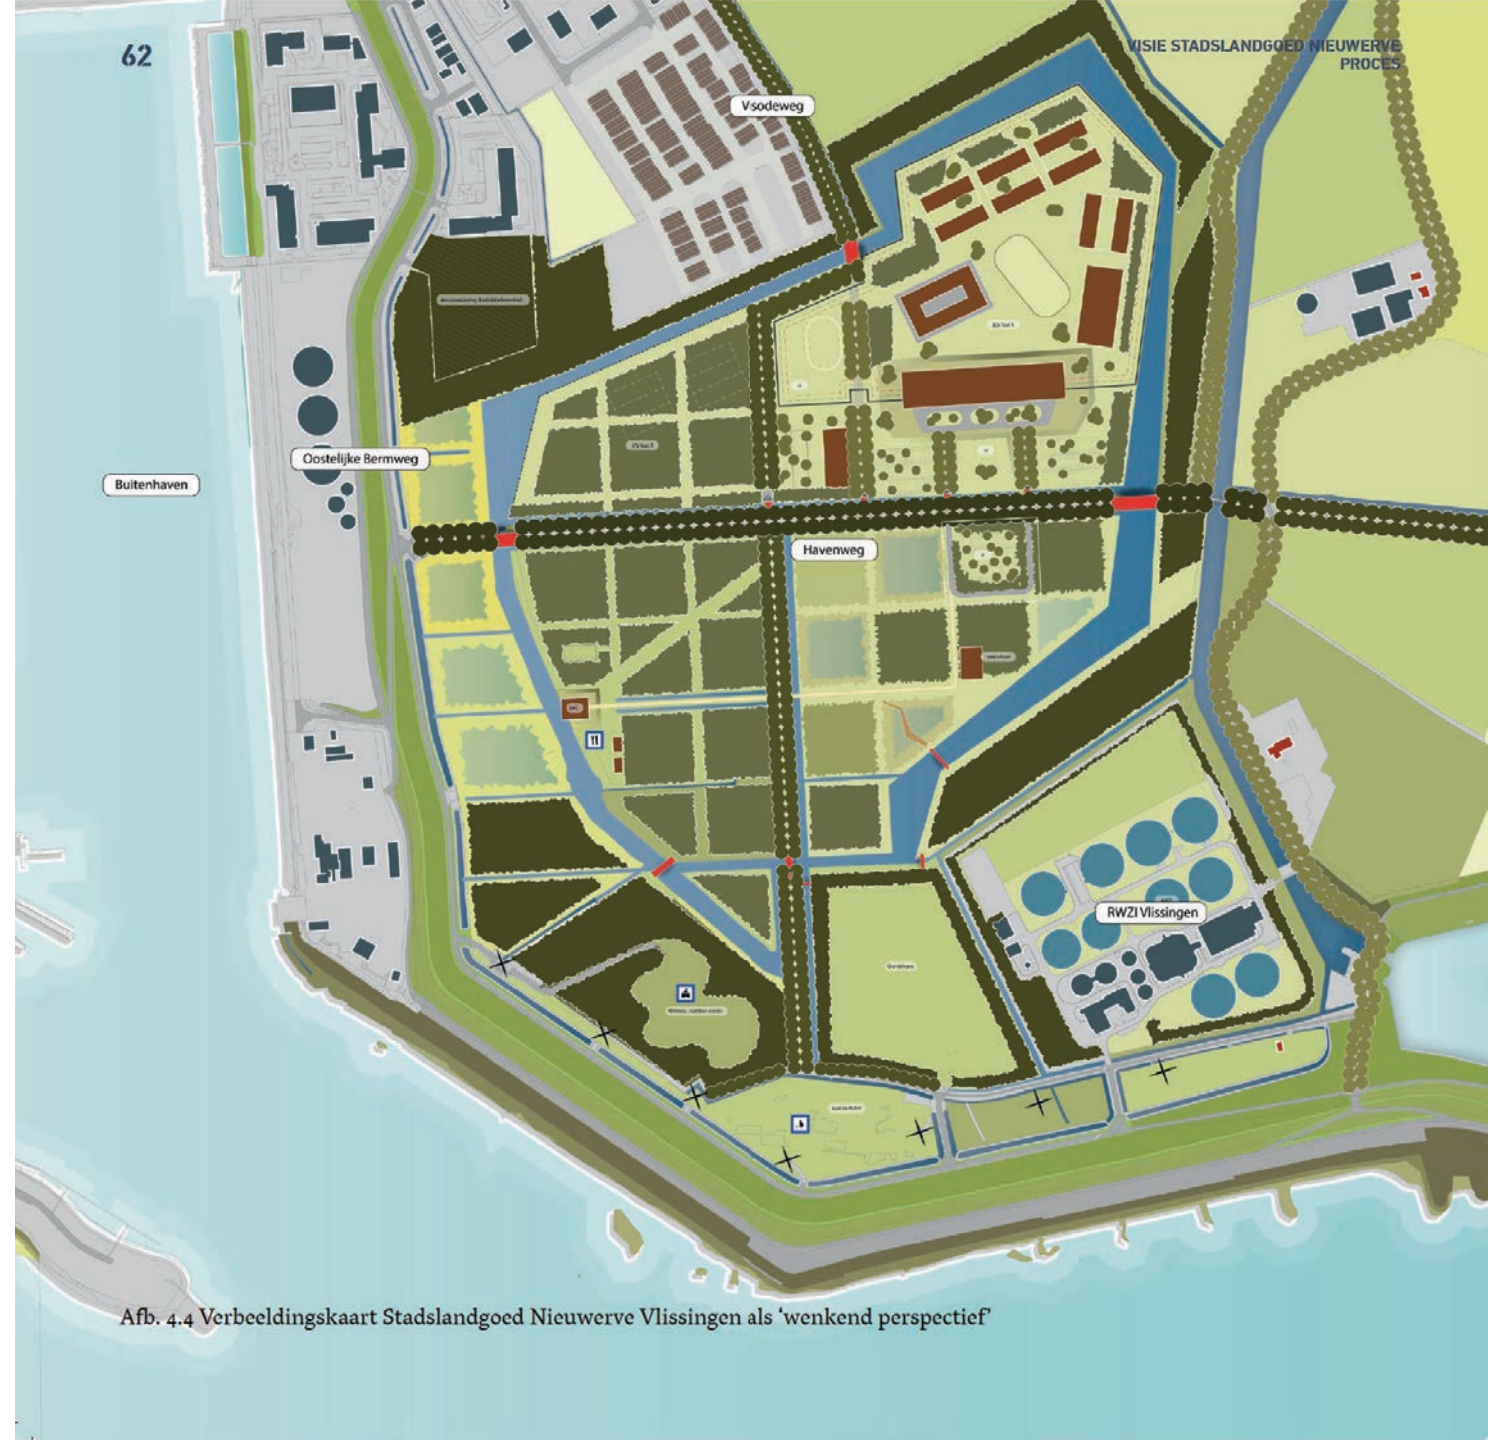 62
VISIE STADSLANDGOED NIEUWERVE
PROCES
Visodeweg
Oostelijke Bermweg
Buitenhaven
Havenweg
RWZI Vlissingen
Afb. 4.4 Verbeeldingskaart Stadslandgoed Nieuwerve Vlissingen als ‘wenkend perspectief’